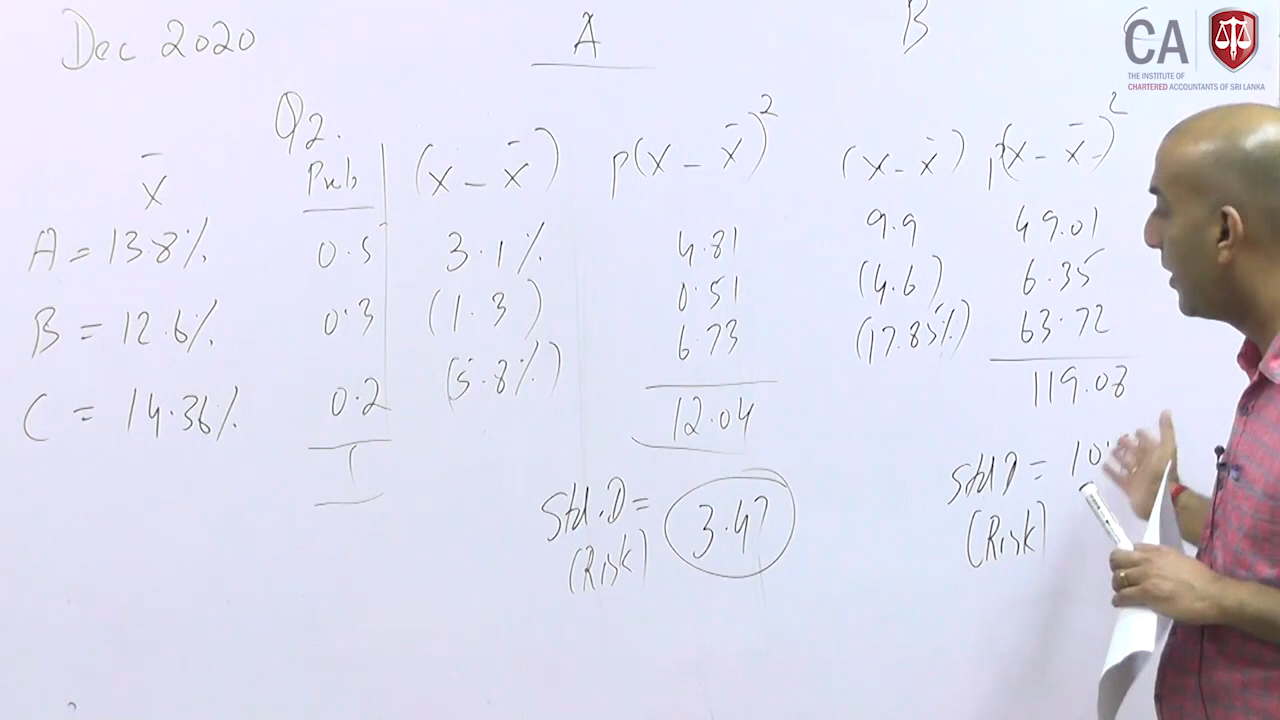 Dec 2020 A B
CA
THE INSTITUTE OF
CHARTERED ACCOUNTANTS OF SRI LANKA
Q2.
x̄ Prob (x - x̄) p(x - x̄)² (x - x̄) p(x - x̄)²
A = 13.8% 0.5 3.1% 4.81 9.9 49.01
B = 12.6% 0.3 (1.3) 0.51 (4.6) 6.35
C = 14.36% 0.2 (5.8%) 6.73 (17.85%) 63.72
1 12.04 119.08
Std.D = 3.47 Std D = 10.
(Risk) (Risk)